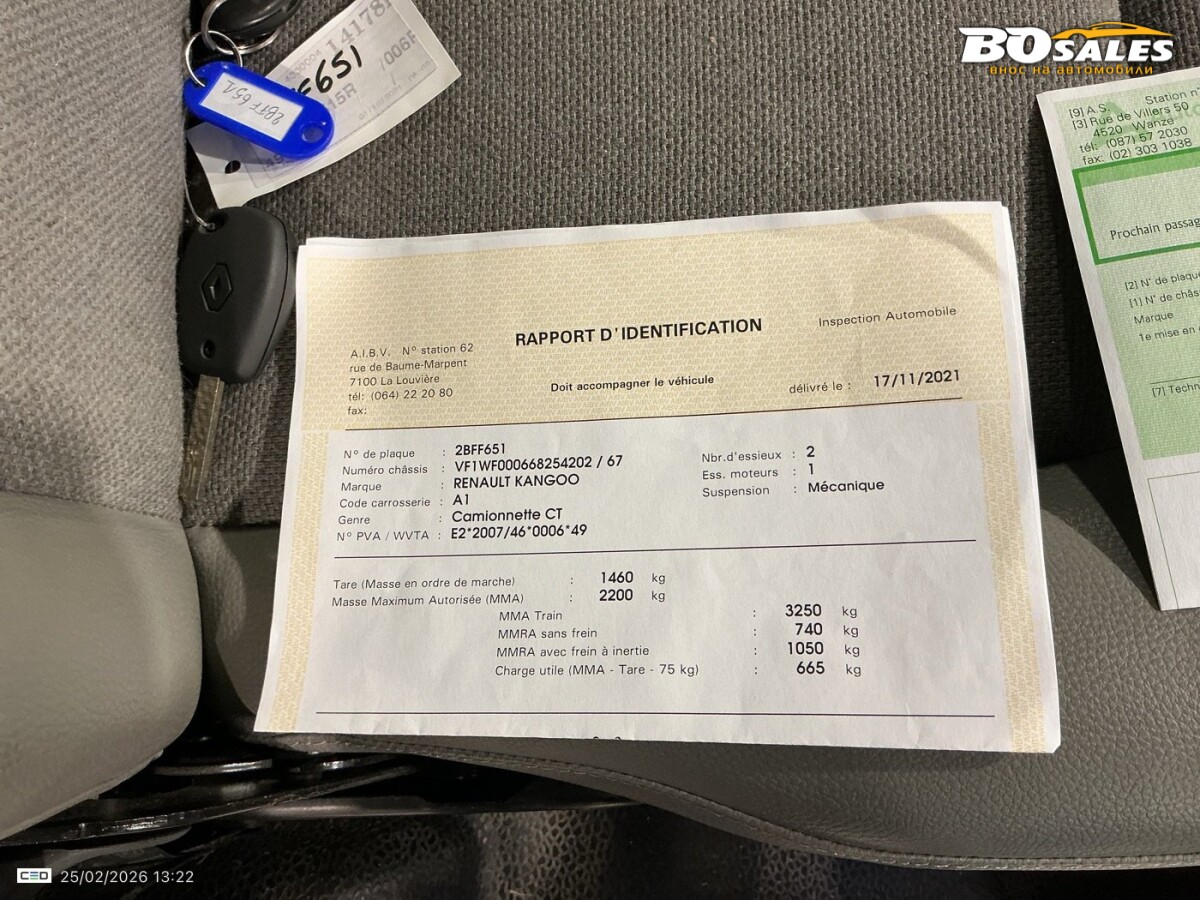 BOSALES
внос на автомобили
14178
F651
/006F
15R
2BFF651
[9] A.S. Station n°
[3] Rue de Villers 50
4520 Wanze
tél: (087) 57 2030
fax: (02) 303 1038
Prochain passag
[2] N° de plaque
[1] N° de châss
Marque
1e mise en
[7] Techn
RAPPORT D'IDENTIFICATION
Inspection Automobile
A.I.B.V. N° station 62
rue de Baume-Marpent
7100 La Louvière
tél: (064) 22 20 80
fax:
Doit accompagner le véhicule
délivré le : 17/11/2021
N° de plaque : 2BFF651
Numéro châssis : VF1WF000668254202 / 67
Marque : RENAULT KANGOO
Code carrosserie : A1
Genre : Camionnette CT
N° PVA / WVTA : E2*2007/46*0006*49
Nbr.d'essieux : 2
Ess. moteurs : 1
Suspension : Mécanique
Tare (Masse en ordre de marche) : 1460 kg
Masse Maximum Autorisée (MMA) : 2200 kg
MMA Train : 3250 kg
MMRA sans frein : 740 kg
MMRA avec frein à inertie : 1050 kg
Charge utile (MMA - Tare - 75 kg) : 665 kg
CEO 25/02/2026 13:22